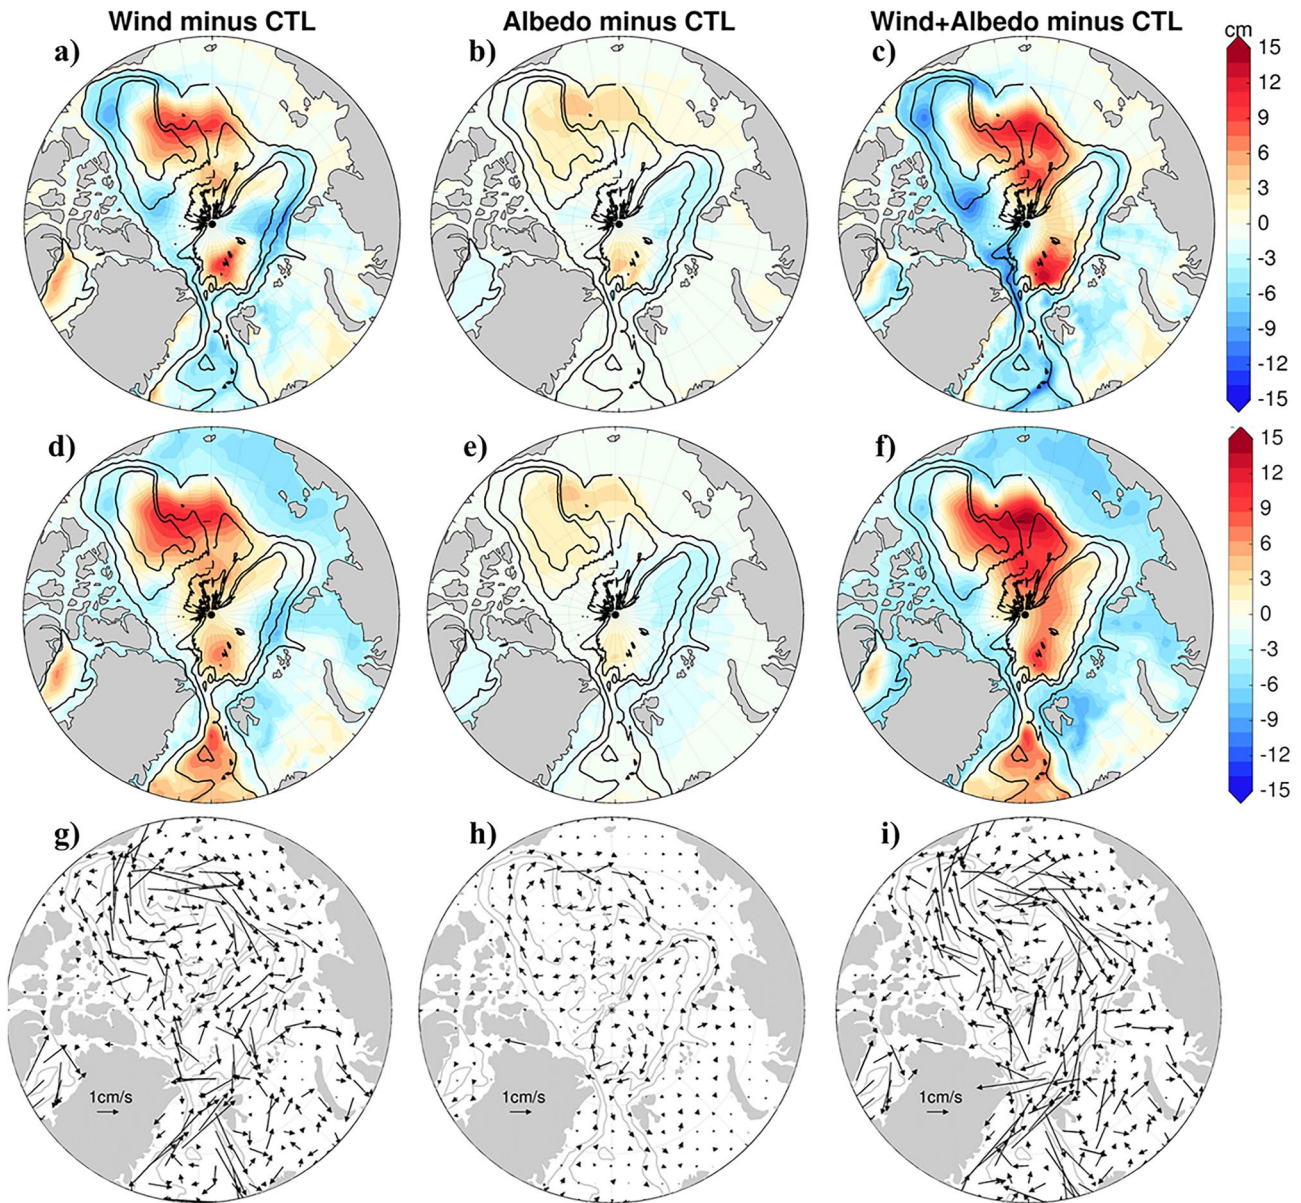 Wind minus CTL
Albedo minus CTL
Wind+Albedo minus CTL
a)
b)
c)
cm
15
12
9
6
3
0
-3
-6
-9
-12
-15
d)
e)
f)
15
12
9
6
3
0
-3
-6
-9
-12
-15
g)
h)
i)
1cm/s
1cm/s
1cm/s